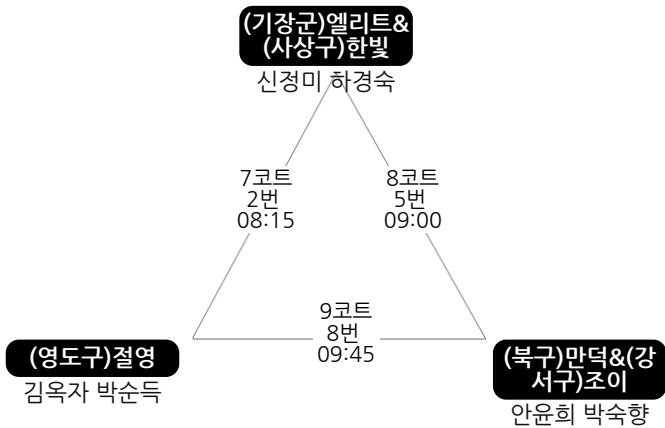 (기장군)엘리트&
(사상구)한빛
신정미 하경숙
7코트
2번
08:15
8코트
5번
09:00
9코트
8번
09:45
(영도구)절영
김옥자 박순득
(북구)만덕&(강
서구)조이
안윤희 박숙향